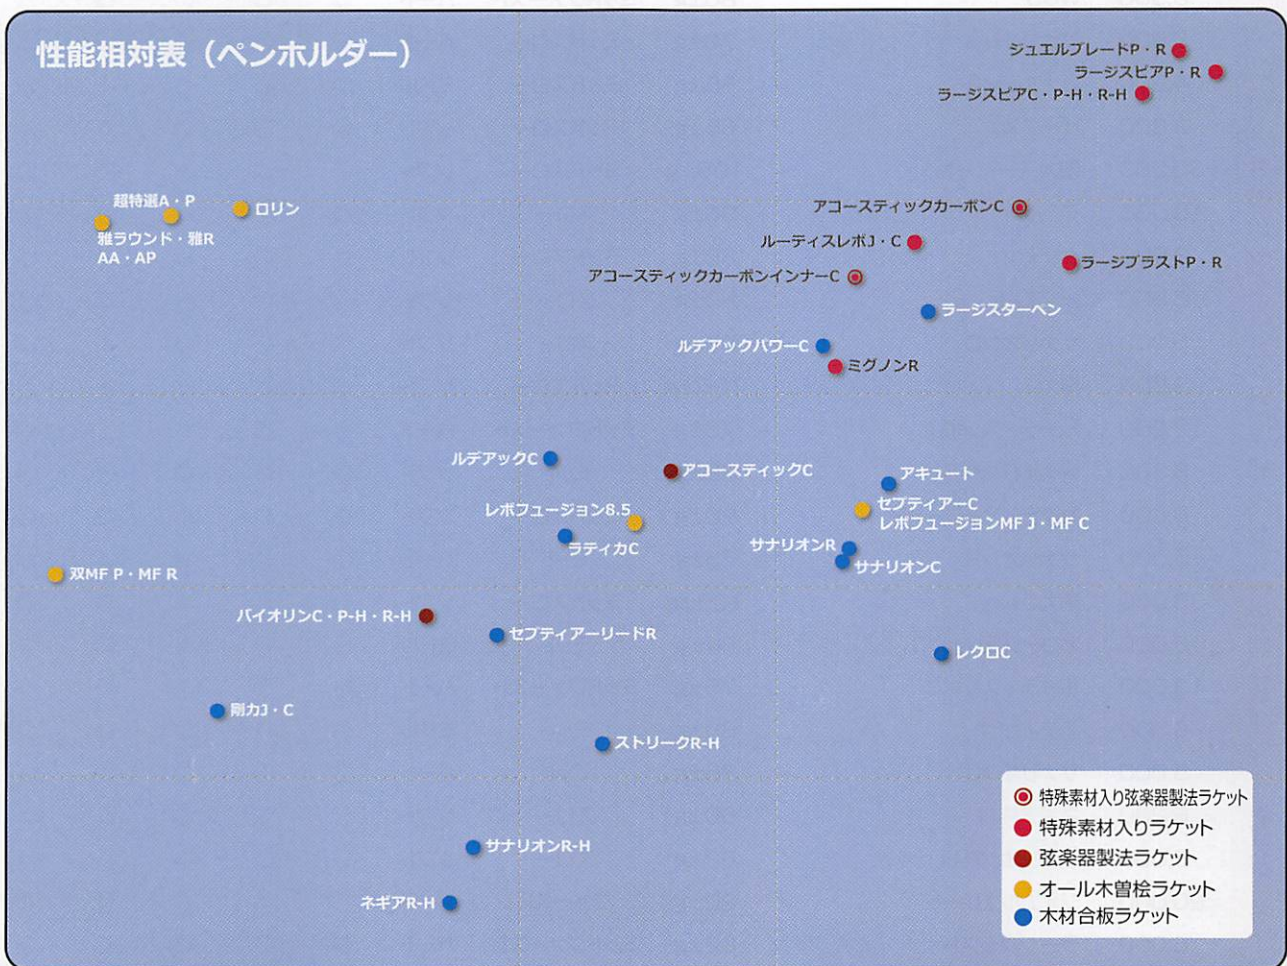 性能相対表（ペンホルダー）
ジュエルブレードP・R
ラージスピアP・R
ラージスピアC・P-H・R-H
超特選A・P
ロリン
雅ラウンド・雅R
AA・AP
アコースティックカーボンC
ルーティスレボJ・C
ラージブラストP・R
アコースティックカーボンインナーC
ラージスターペン
ルデアックパワーC
ミグノンR
ルデアックC
アコースティックC
アキュート
レボフュージョン8.5
セプティアーC
レボフュージョンMF J・MF C
ラティカC
サナリオンR
サナリオンC
双MF P・MF R
バイオリンC・P-H・R-H
セプティアーリードR
レクロC
剛力J・C
ストリークR-H
サナリオンR-H
ネギアR-H
特殊素材入り弦楽器製法ラケット
特殊素材入りラケット
弦楽器製法ラケット
オール木曽桧ラケット
木材合板ラケット